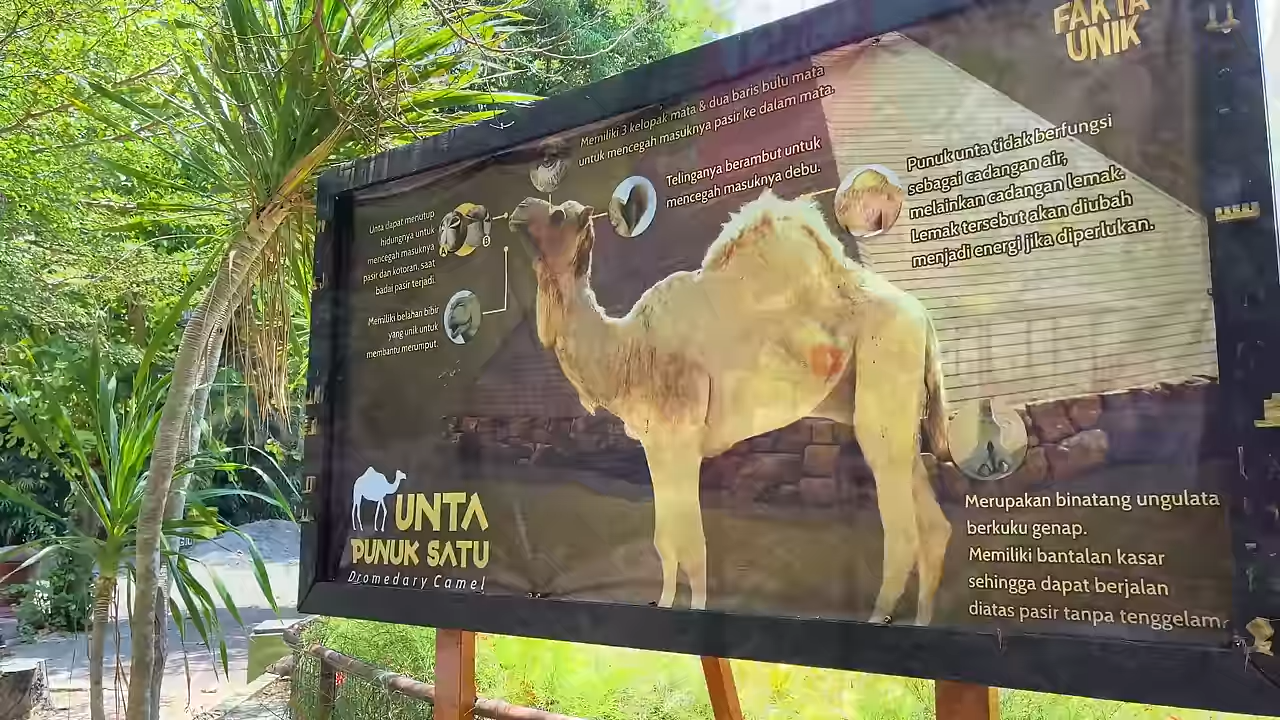 FAKTA
UNIK
Memiliki 3 kelopak mata & dua baris bulu mata
untuk mencegah masuknya pasir ke dalam mata.
Telinganya berambut untuk
mencegah masuknya debu.
Punuk unta tidak berfungsi
sebagai cadangan air,
melainkan cadangan lemak.
Lemak tersebut akan diubah
menjadi energi jika diperlukan.
Unta dapat menutup
hidungnya untuk
mencegah masuknya
pasir dan kotoran, saat
badai pasir terjadi.
A
B
Memiliki belahan bibir
yang unik untuk
membantu merumput.
UNTA
PUNUK SATU
Dromedary Camel
Merupakan binatang ungulata
berkuku genap.
Memiliki bantalan kasar
sehingga dapat berjalan
diatas pasir tanpa tenggelam.